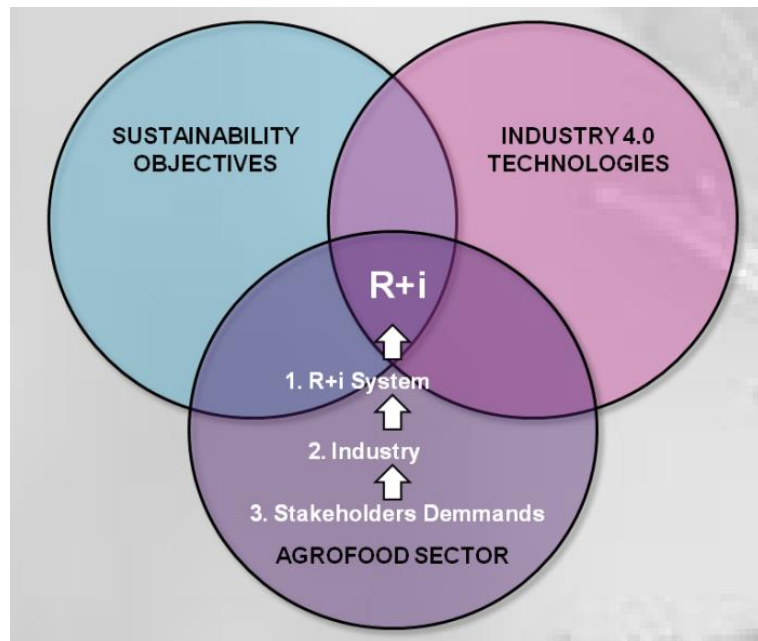 SUSTAINABILITY
OBJECTIVES
INDUSTRY 4.0
TECHNOLOGIES
R+i
1. R+i System
2. Industry
3. Stakeholders Demmands
AGROFOOD SECTOR